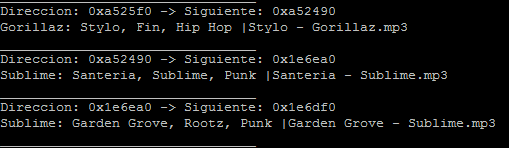 Direccion: 0xa525f0 -> Siguiente: 0xa52490
Gorillaz: Stylo, Fin, Hip Hop |Stylo - Gorillaz.mp3
Direccion: 0xa52490 -> Siguiente: 0x1e6ea0
Sublime: Santeria, Sublime, Punk |Santeria - Sublime.mp3
Direccion: 0x1e6ea0 -> Siguiente: 0x1e6df0
Sublime: Garden Grove, Rootz, Punk |Garden Grove - Sublime.mp3